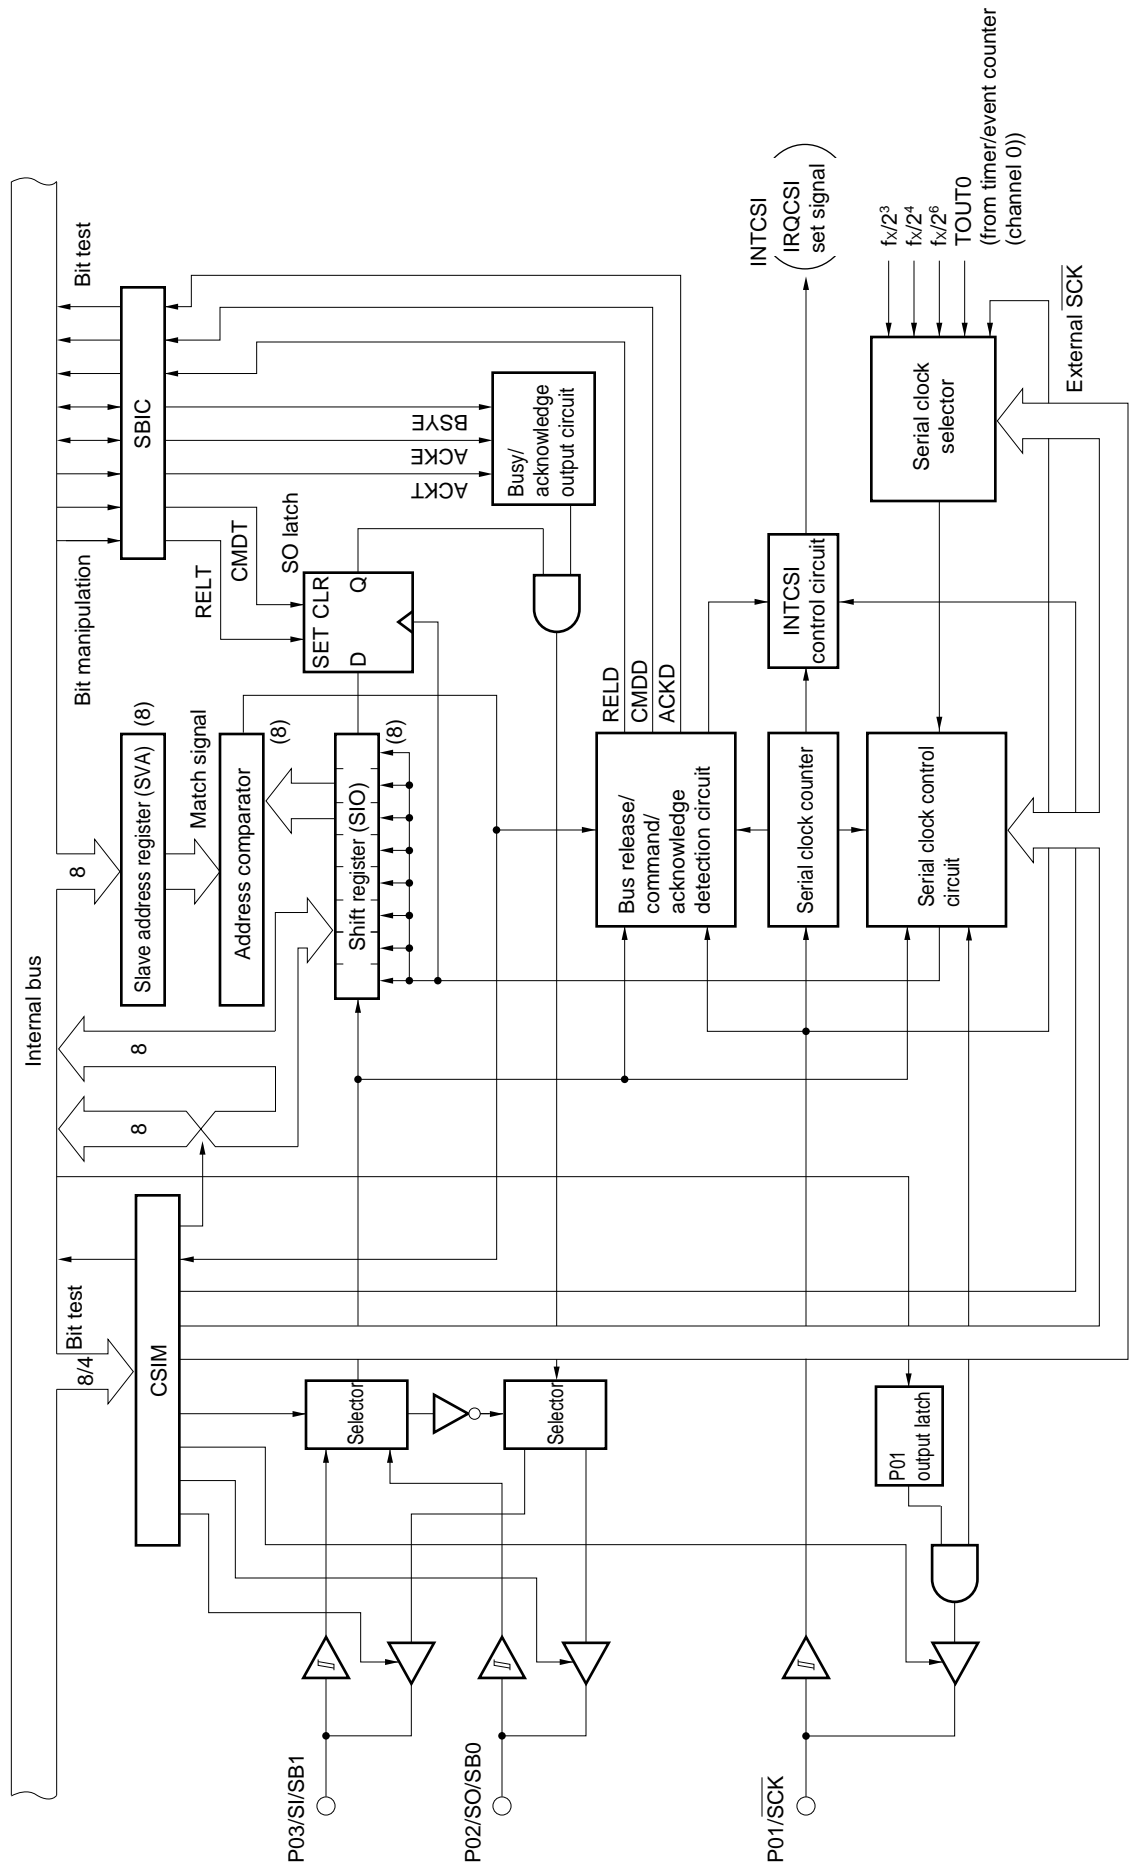 Internal bus
Bit test
8/4
CSIM
8
8
8
Slave address register (SVA)
(8)
Match signal
Address comparator
(8)
Shift register (SIO)
(8)
Bit manipulation
Bit test
SBIC
RELT
CMDT
SO latch
SET CLR
D
Q
ACKT
ACKE
BSYE
Busy/
acknowledge
output circuit
Selector
Selector
P03/SI/SB1
P02/SO/SB0
P01/SCK
P01
output latch
RELD
CMDD
ACKD
Bus release/
command/
acknowledge
detection circuit
Serial clock counter
INTCSI
control circuit
INTCSI
(IRQCSI
set signal)
Serial clock control
circuit
Serial clock
selector
fX/2³
fX/2⁴
fX/2⁶
TOUT0
(from timer/event counter
(channel 0))
External SCK